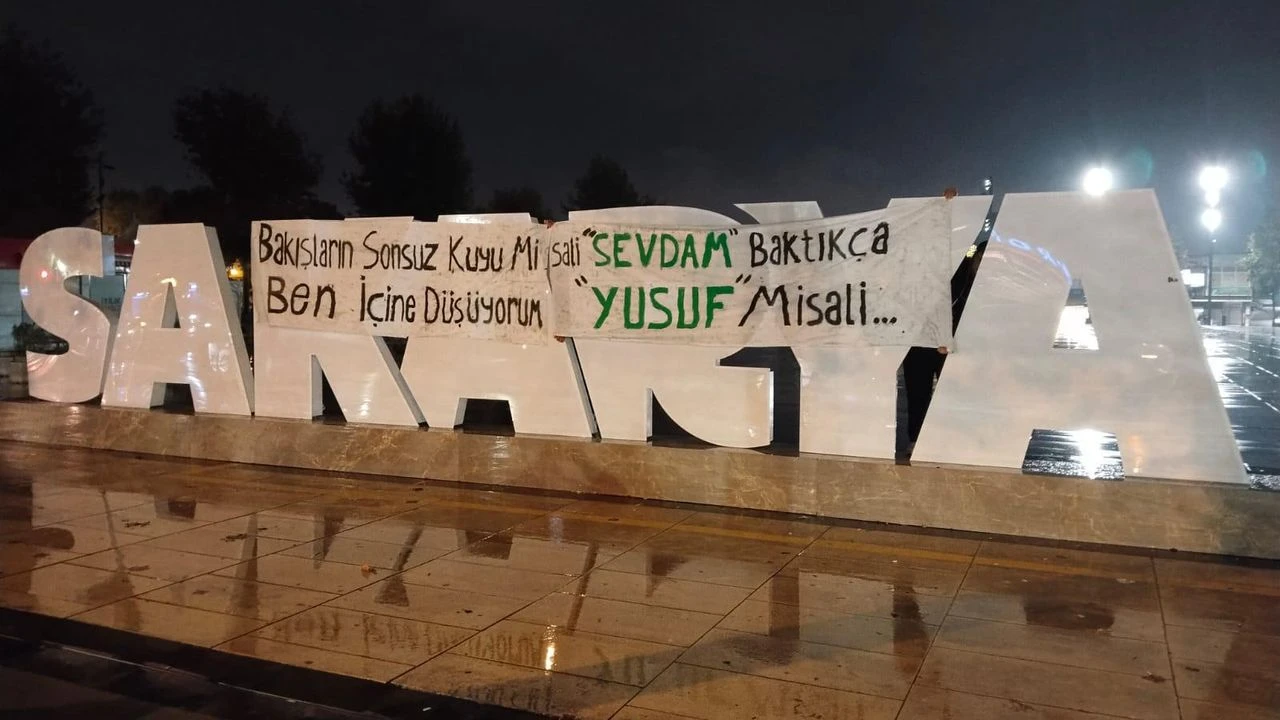 Bakışların Sonsuz Kuyu Misali "SEVDAM" Baktıkça
Ben İçine Düşüyorum "YUSUF" Misali...
SAKARYA